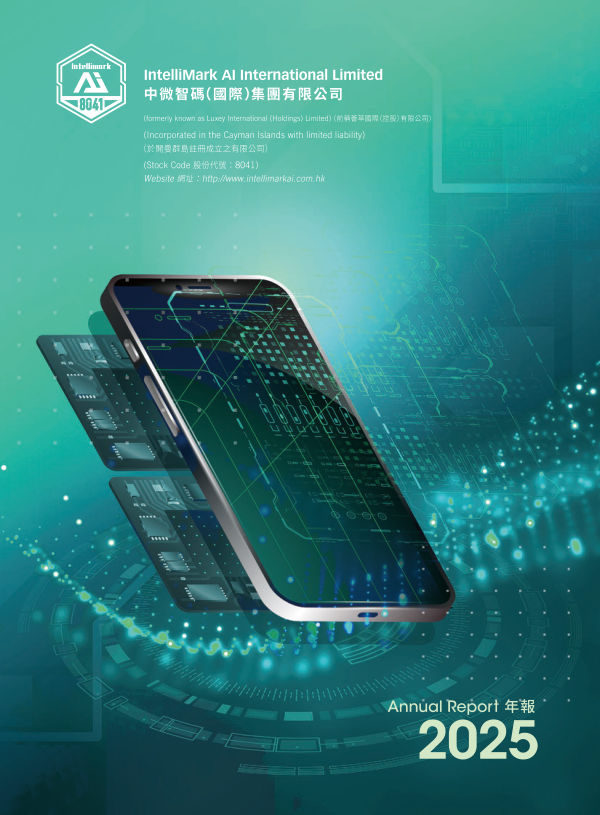 Intellimark
Ai
8041
IntelliMark AI International Limited
中微智碼(國際)集團有限公司
(formerly known as Luxey International (Holdings) Limited) (前稱薈萃國際(控股)有限公司)
(Incorporated in the Cayman Islands with limited liability)
(於開曼群島註冊成立之有限公司)
(Stock Code 股份代號：8041)
Website 網址：http://www.intellimarkai.com.hk
Annual Report 年報
2025